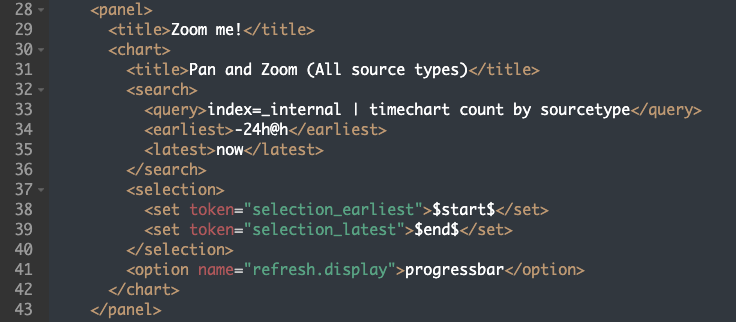 28 <panel>
29 <title>Zoom me!</title>
30 <chart>
31 <title>Pan and Zoom (All source types)</title>
32 <search>
33 <query>index=_internal | timechart count by sourcetype</query>
34 <earliest>-24h@h</earliest>
35 <latest>now</latest>
36 </search>
37 <selection>
38 <set token="selection_earliest">$start$</set>
39 <set token="selection_latest">$end$</set>
40 </selection>
41 <option name="refresh.display">progressbar</option>
42 </chart>
43 </panel>